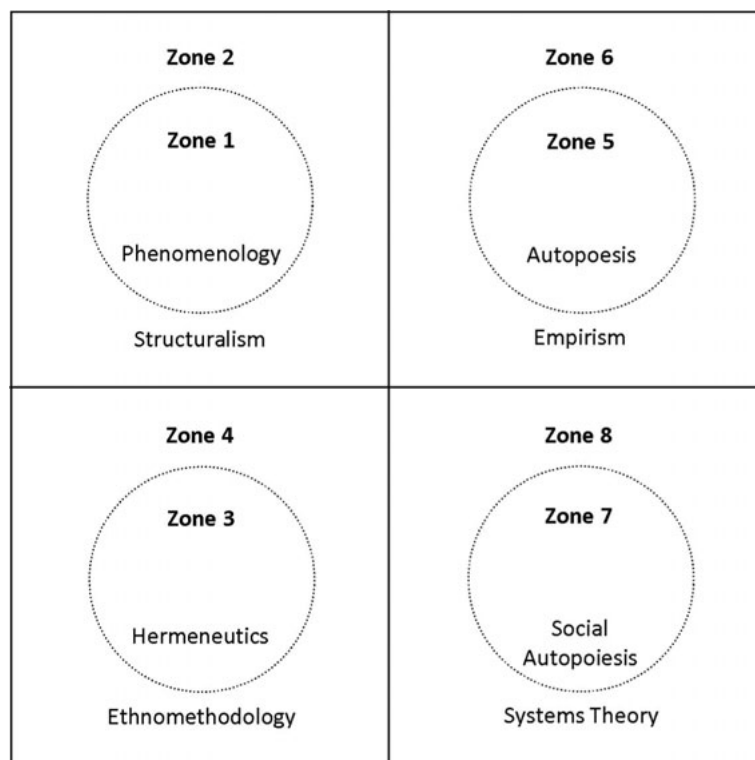 Zone 2
Zone 1
Phenomenology
Structuralism
Zone 6
Zone 5
Autopoesis
Empirism
Zone 4
Zone 3
Hermeneutics
Ethnomethodology
Zone 8
Zone 7
Social
Autopoiesis
Systems Theory